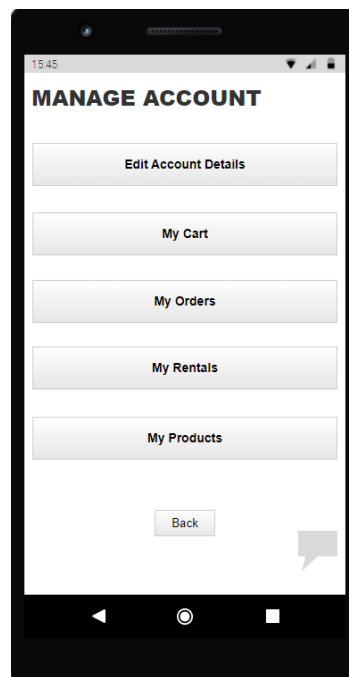 15:45
MANAGE ACCOUNT
Edit Account Details
My Cart
My Orders
My Rentals
My Products
Back